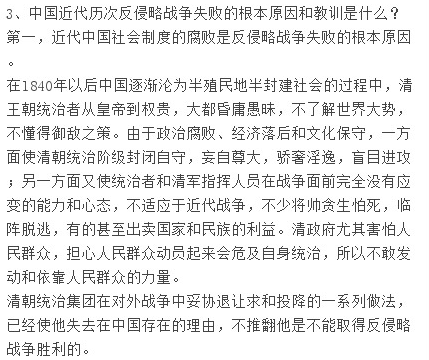 3、中国近代历次反侵略战争失败的根本原因和教训是什么？
第一，近代中国社会制度的腐败是反侵略战争失败的根本原因
。
在1840年以后中国逐渐沦为半殖民地半封建社会的过程中，清
王朝统治者从皇帝到权贵，大都昏庸愚昧，不了解世界大势，
不懂得御敌之策。由于政治腐败、经济落后和文化保守，一方
面使清朝统治阶级封闭自守，妄自尊大，骄奢淫逸，盲目进攻
；另一方面又使统治者和清军指挥人员在战争面前完全没有应
变的能力和心态，不适应于近代战争，不少将帅贪生怕死，临
阵脱逃，有的甚至出卖国家和民族的利益。清政府尤其害怕人
民群众，担心人民群众动员起来会危及自身统治，所以不敢发
动和依靠人民群众的力量。
清朝统治集团在对外战争中妥协退让求和投降的一系列做法，
已经使他失去在中国存在的理由，不推翻他是不能取得反侵略
战争胜利的。